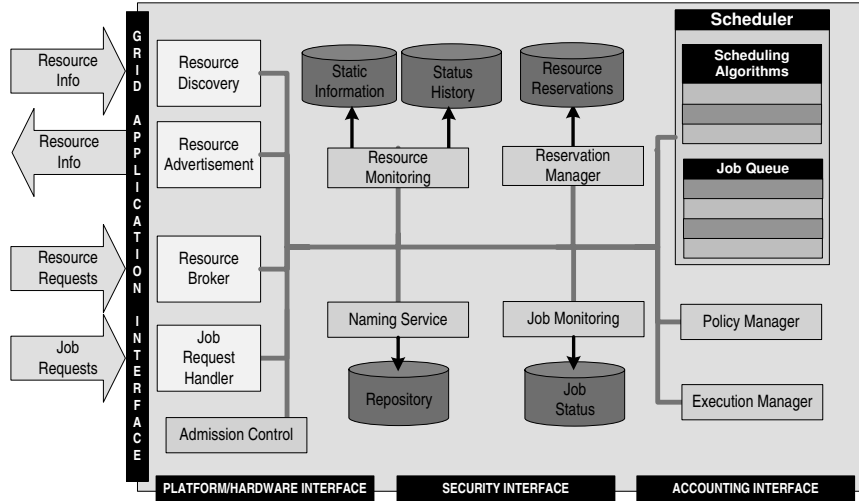 Resource
Info
Resource
Info
Resource
Requests
Job
Requests
GRID APPLICATION INTERFACE
Resource
Discovery
Resource
Advertisement
Resource
Broker
Job
Request
Handler
Admission Control
Static
Information
Status
History
Resource
Monitoring
Naming Service
Repository
Resource
Reservations
Reservation
Manager
Job Monitoring
Job
Status
Scheduler
Scheduling
Algorithms
Job Queue
Policy Manager
Execution Manager
PLATFORM/HARDWARE INTERFACE
SECURITY INTERFACE
ACCOUNTING INTERFACE